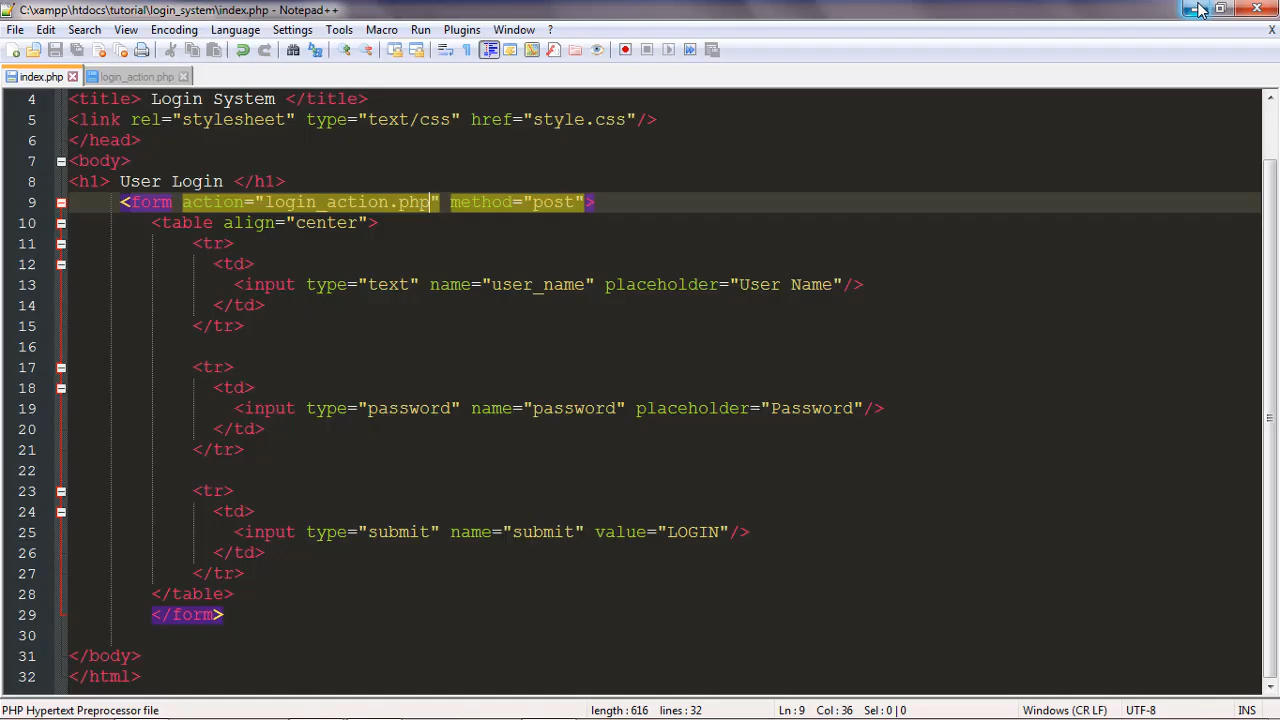 C:\xampp\htdocs\tutorial\login_system\index.php - Notepad++
File Edit Search View Encoding Language Settings Tools Macro Run Plugins Window ? X
index.php login_action.php
4 <title> Login System </title>
5 <link rel="stylesheet" type="text/css" href="style.css"/>
6 </head>
7 <body>
8 <h1> User Login </h1>
9 <form action="login_action.php" method="post">
10 <table align="center">
11 <tr>
12 <td>
13 <input type="text" name="user_name" placeholder="User Name"/>
14 </td>
15 </tr>
16
17 <tr>
18 <td>
19 <input type="password" name="password" placeholder="Password"/>
20 </td>
21 </tr>
22
23 <tr>
24 <td>
25 <input type="submit" name="submit" value="LOGIN"/>
26 </td>
27 </tr>
28 </table>
29 </form>
30
31 </body>
32 </html>
PHP Hypertext Preprocessor file length : 616 lines : 32 Ln : 9 Col : 36 Sel : 0 | 0 Windows (CR LF) UTF-8 INS